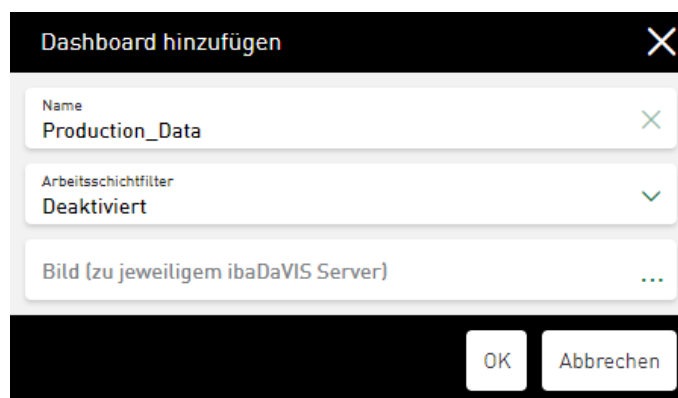 Dashboard hinzufügen
Name
Production_Data
Arbeitsschichtfilter
Deaktiviert
Bild (zu jeweiligem ibaDaVIS Server)
...
OK
Abbrechen